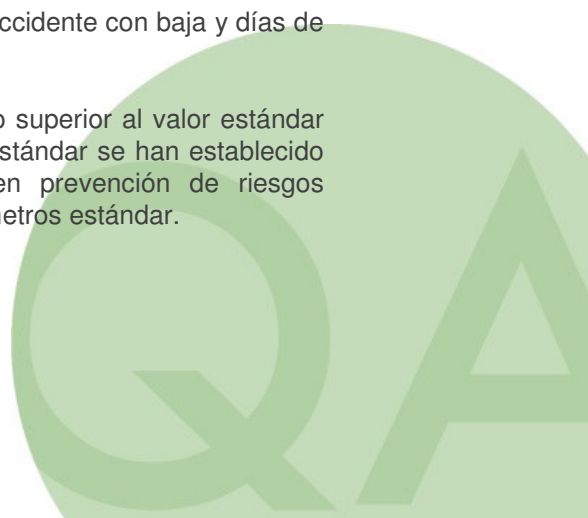 ccidente con baja y días de
superior al valor estándar
stándar se han establecido
en prevención de riesgos
etros estándar.
QA